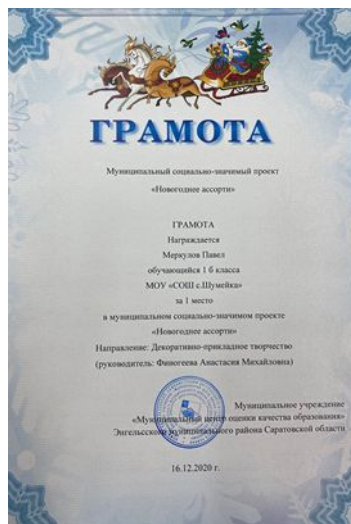 ГРАМОТА
Муниципальный социально-значимый проект
«Новогоднее ассорти»
ГРАМОТА
Награждается
Меркулов Павел
обучающийся 1 б класса
МОУ «СОШ с.Шумейка»
за 1 место
в муниципальном социально-значимом проекте
«Новогоднее ассорти»
Направление: Декоративно-прикладное творчество
(руководитель: Финогеева Анастасия Михайловна)
Муниципальное учреждение
«Муниципальный центр оценки качества образования»
Энгельсского муниципального района Саратовской области
16.12.2020 г.